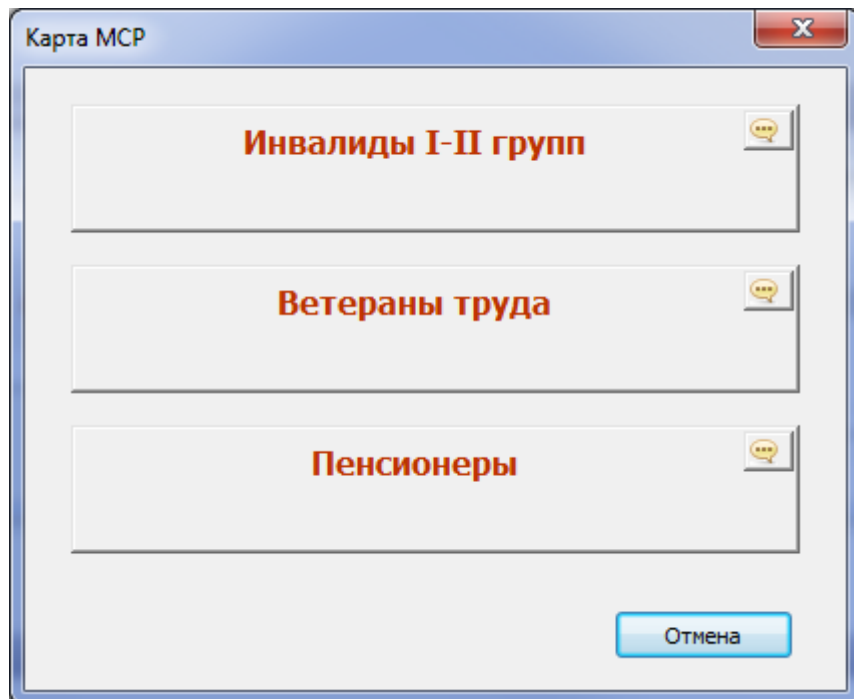 Карта МСР
Инвалиды I-II групп
Ветераны труда
Пенсионеры
Отмена